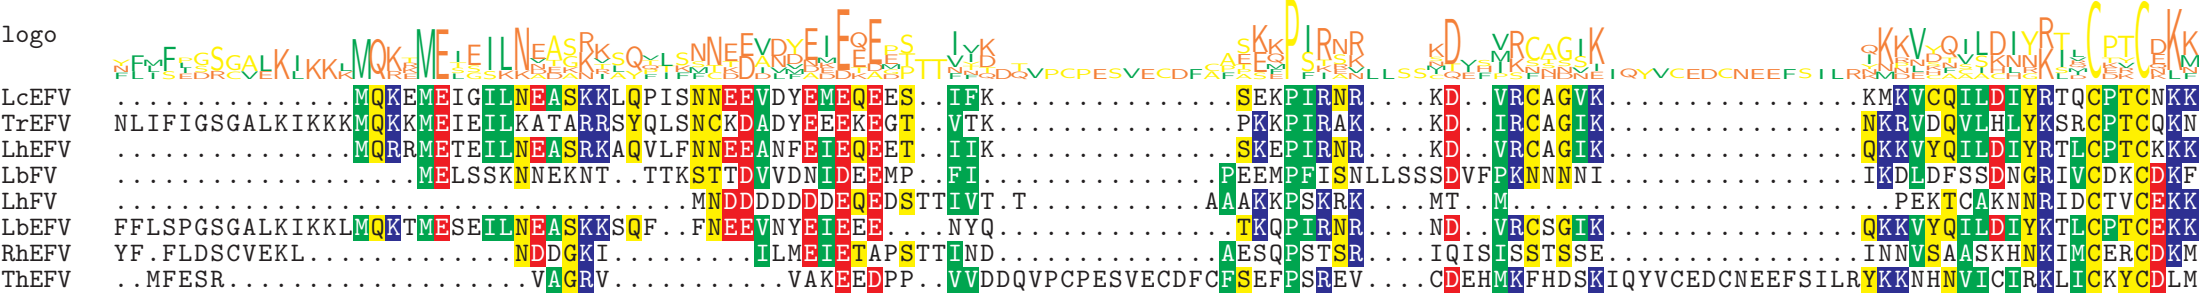 logo
LcEFV ...............MQKEMEIGILNEASKKLQPISNNEEVDYEMEQEES..IFK...............SEKPIRNR....KD..VRCAGVK................KMKVCQILDIYRTQCPTCNKK
TrEFV NLIFIGSGALKIKKKMQKKMEIEILKATARRSYQLSNCKDADYEEEKEGT..VTK...............PKKPIRAK....KD..IRCAGIK................NKRVDQVLHLYKSRCPTCQKN
LhEFV ...............MQRRMETEILNEASRKAQVLFNNEEANFEIEQEET..IIK...............SKEPIRNR....KD..VRCAGIK................QKKVYQILDIYRTLCPTCKKK
LbFV ...................MELSSKNNEKNT..TTKSTTDVVDNIDEEMP..FI...............PEEMPFISNLLSSSDVFPKNNNNI................IKDLDFSSDNGRIVCDKCDKF
LhFV ....................................MNDDDDDDDEQEDSTTIVT.T...........AAAKKPSKRK....MT..M........................PEKTCAKNNRIDCTVCEKK
LbEFV FFLSPGSGALKIKKLMQKTMESEILNEASKKSQF..FNEEVNYEIEEE....NYQ...............TKQPIRNR....ND..VRCSGIK................QKKVYQILDIYKTLCPTCEKK
RhEFV YF.FLDSCVEKL.............NDDGKI.........ILMEIETAPSTTIND..............AESQPSTSR....IQISISSTSSE................INNVSAASKHNKIMCERCDKM
ThEFV ..MFESR...................VAGRV...........VAKEEDPP..VVDDQVPCPESVECDFCFSEFPSREV....CDEHMKFHDSKIQYVCEDCNEEFSILRYKKNHNVICIRKLICKYCDLM